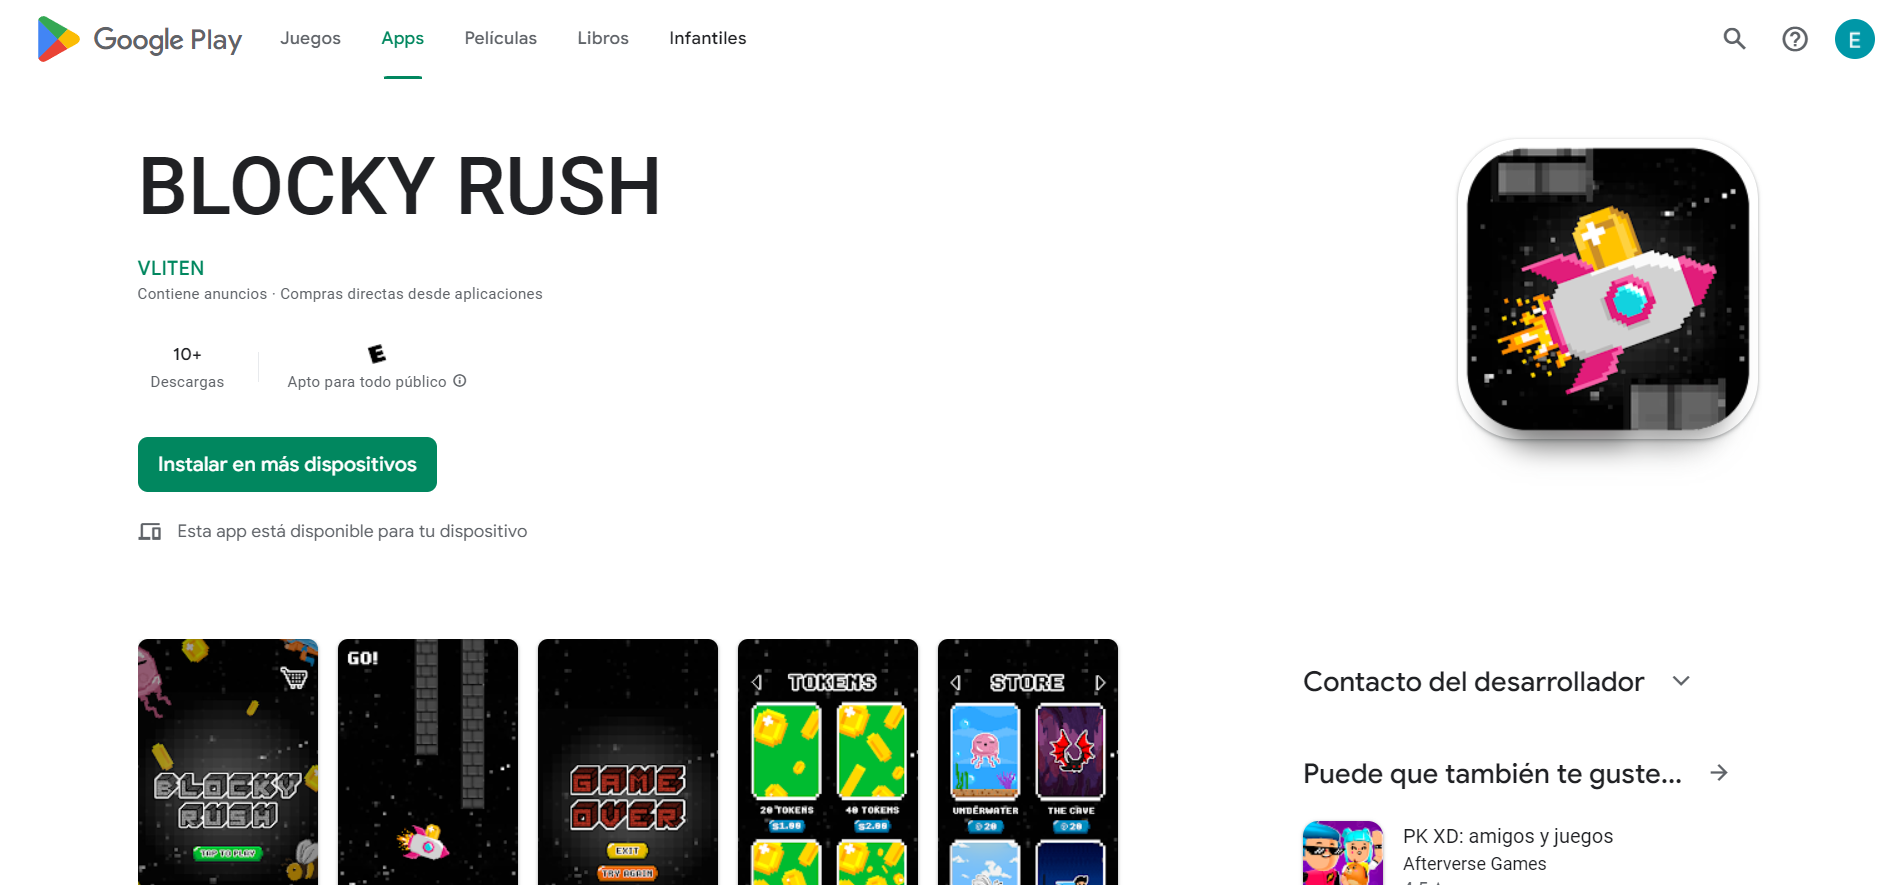 Google Play
Juegos
Apps
Películas
Libros
Infantiles
E
BLOCKY RUSH
VLITEN
Contiene anuncios · Compras directas desde aplicaciones
10+
Descargas
E
Apto para todo público
Instalar en más dispositivos
Esta app está disponible para tu dispositivo
BLOCKY
RUSH
TAP TO PLAY
GO!
GAME
OVER
EXIT
TRY AGAIN
TOKENS
20 TOKENS
40 TOKENS
$1.00
$2.00
STORE
UNDERWATER
THE CAVE
20
20
Contacto del desarrollador
Puede que también te guste...
PK XD: amigos y juegos
Afterverse Games